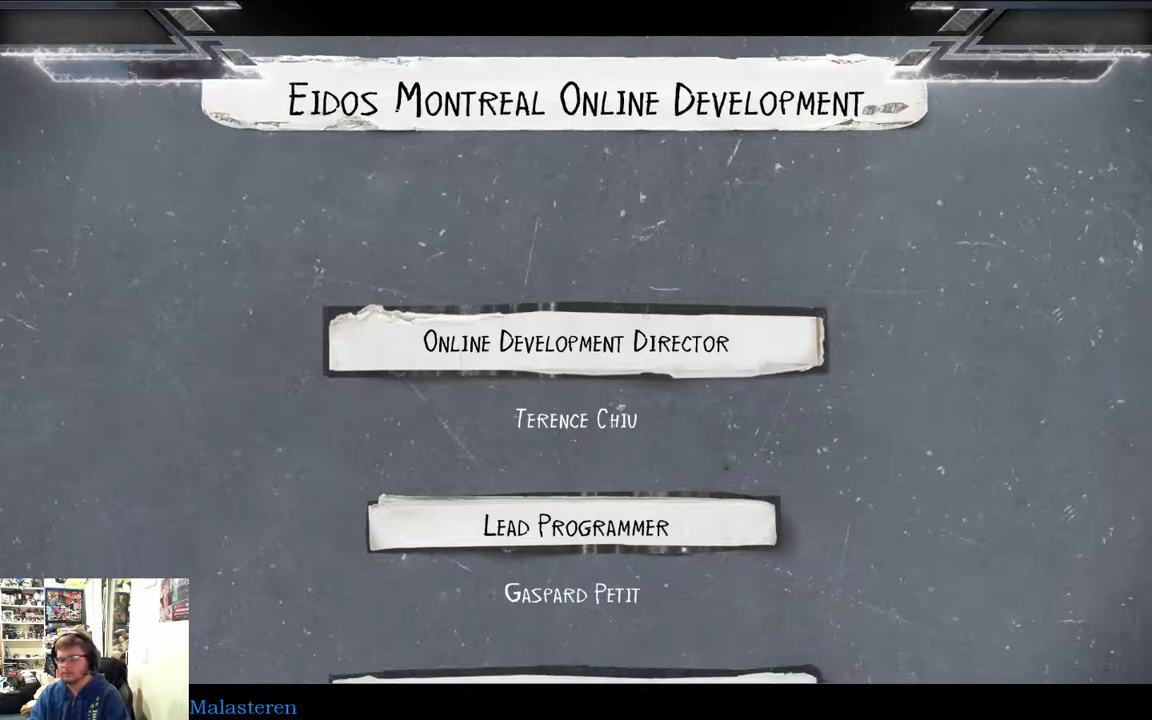 Eidos Montreal Online Development
Online Development Director
Terence Chiu
Lead Programmer
Gaspard Petit
Malasteren